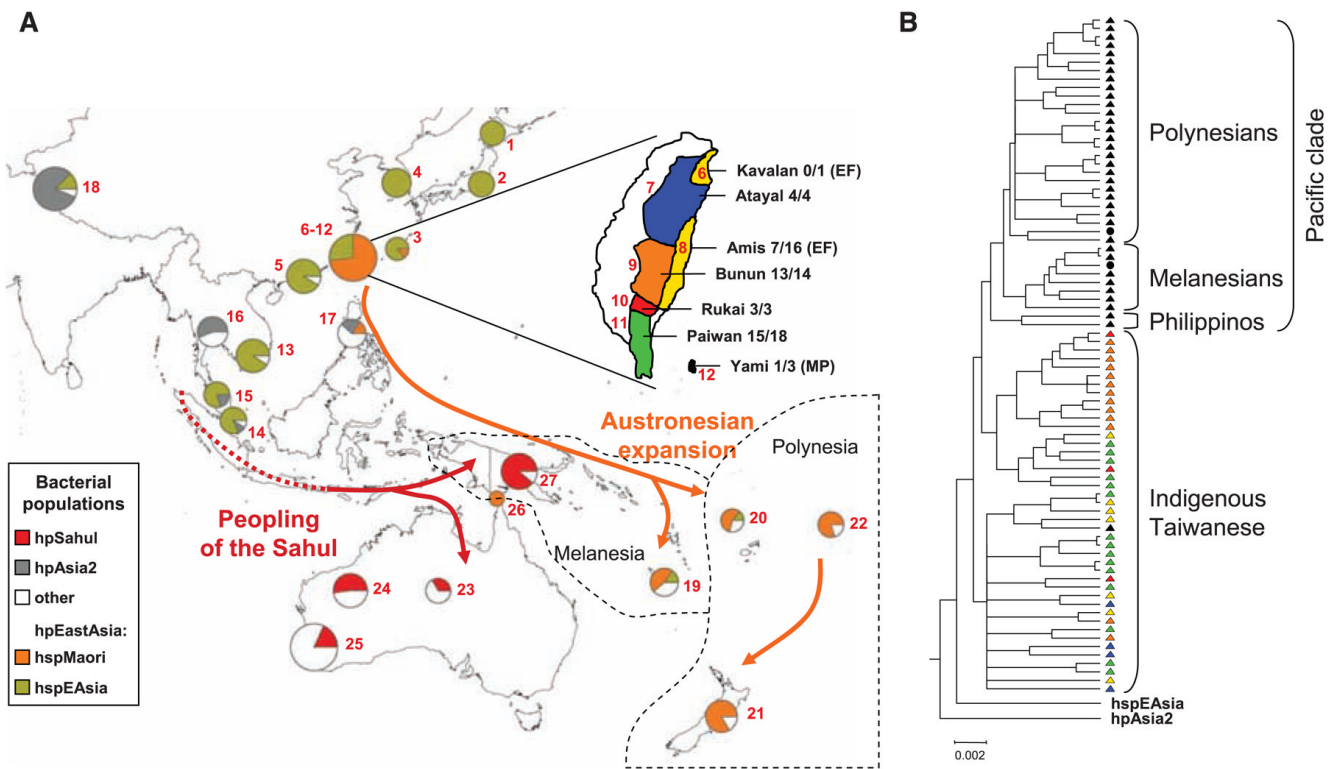 A
B
18
4
1
2
3
6-12
5
16
17
13
15
14
7
6
8
9
10
11
12
Kavalan 0/1 (EF)
Atayal 4/4
Amis 7/16 (EF)
Bunun 13/14
Rukai 3/3
Paiwan 15/18
Yami 1/3 (MP)
Austronesian
expansion
Polynesia
Peopling
of the Sahul
Melanesia
27
26
20
22
19
24
23
25
21
Bacterial
populations
hpSahul
hpAsia2
other
hpEastAsia:
hspMaori
hspEAsia
Polynesians
Melanesians
Philippinos
Pacific clade
Indigenous
Taiwanese
hspEAsia
hpAsia2
0.002